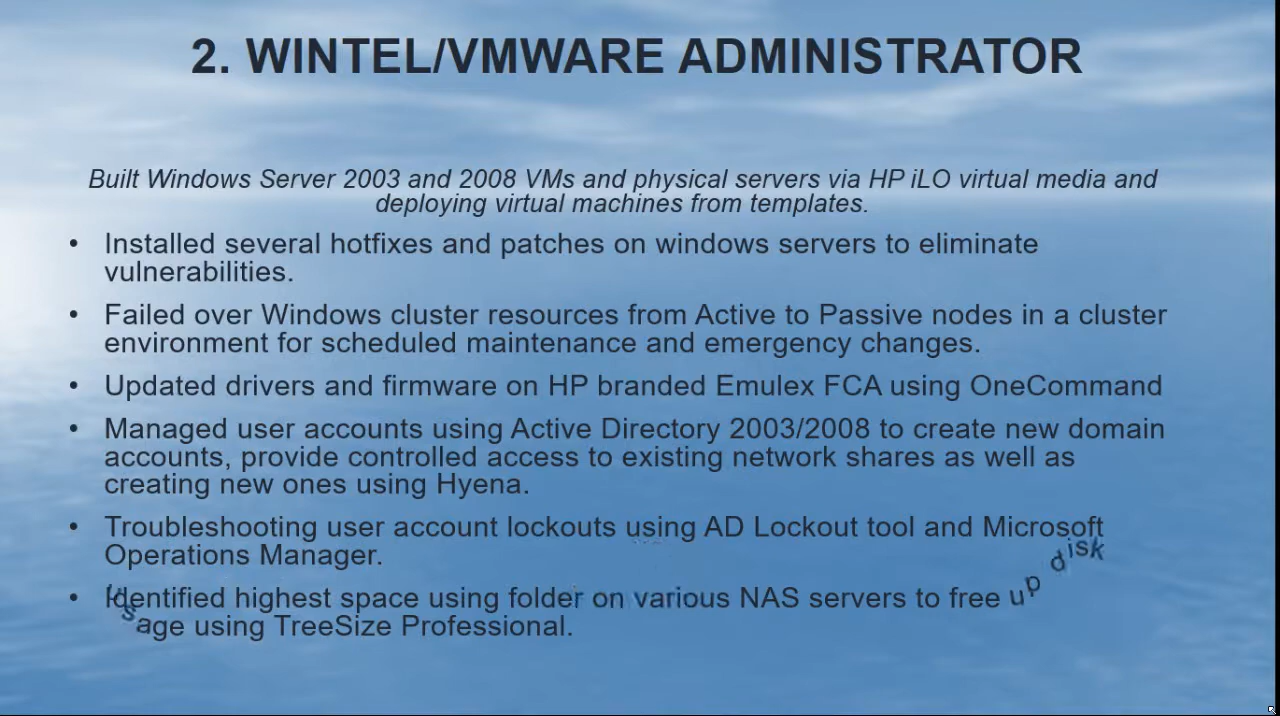 2. WINTEL/VMWARE ADMINISTRATOR
Built Windows Server 2003 and 2008 VMs and physical servers via HP iLO virtual media and
deploying virtual machines from templates.
• Installed several hotfixes and patches on windows servers to eliminate
vulnerabilities.
• Failed over Windows cluster resources from Active to Passive nodes in a cluster
environment for scheduled maintenance and emergency changes.
• Updated drivers and firmware on HP branded Emulex FCA using OneCommand
• Managed user accounts using Active Directory 2003/2008 to create new domain
accounts, provide controlled access to existing network shares as well as
creating new ones using Hyena.
• Troubleshooting user account lockouts using AD Lockout tool and Microsoft
Operations Manager.
• Identified highest space using folder on various NAS servers to free up disk
usage using TreeSize Professional.